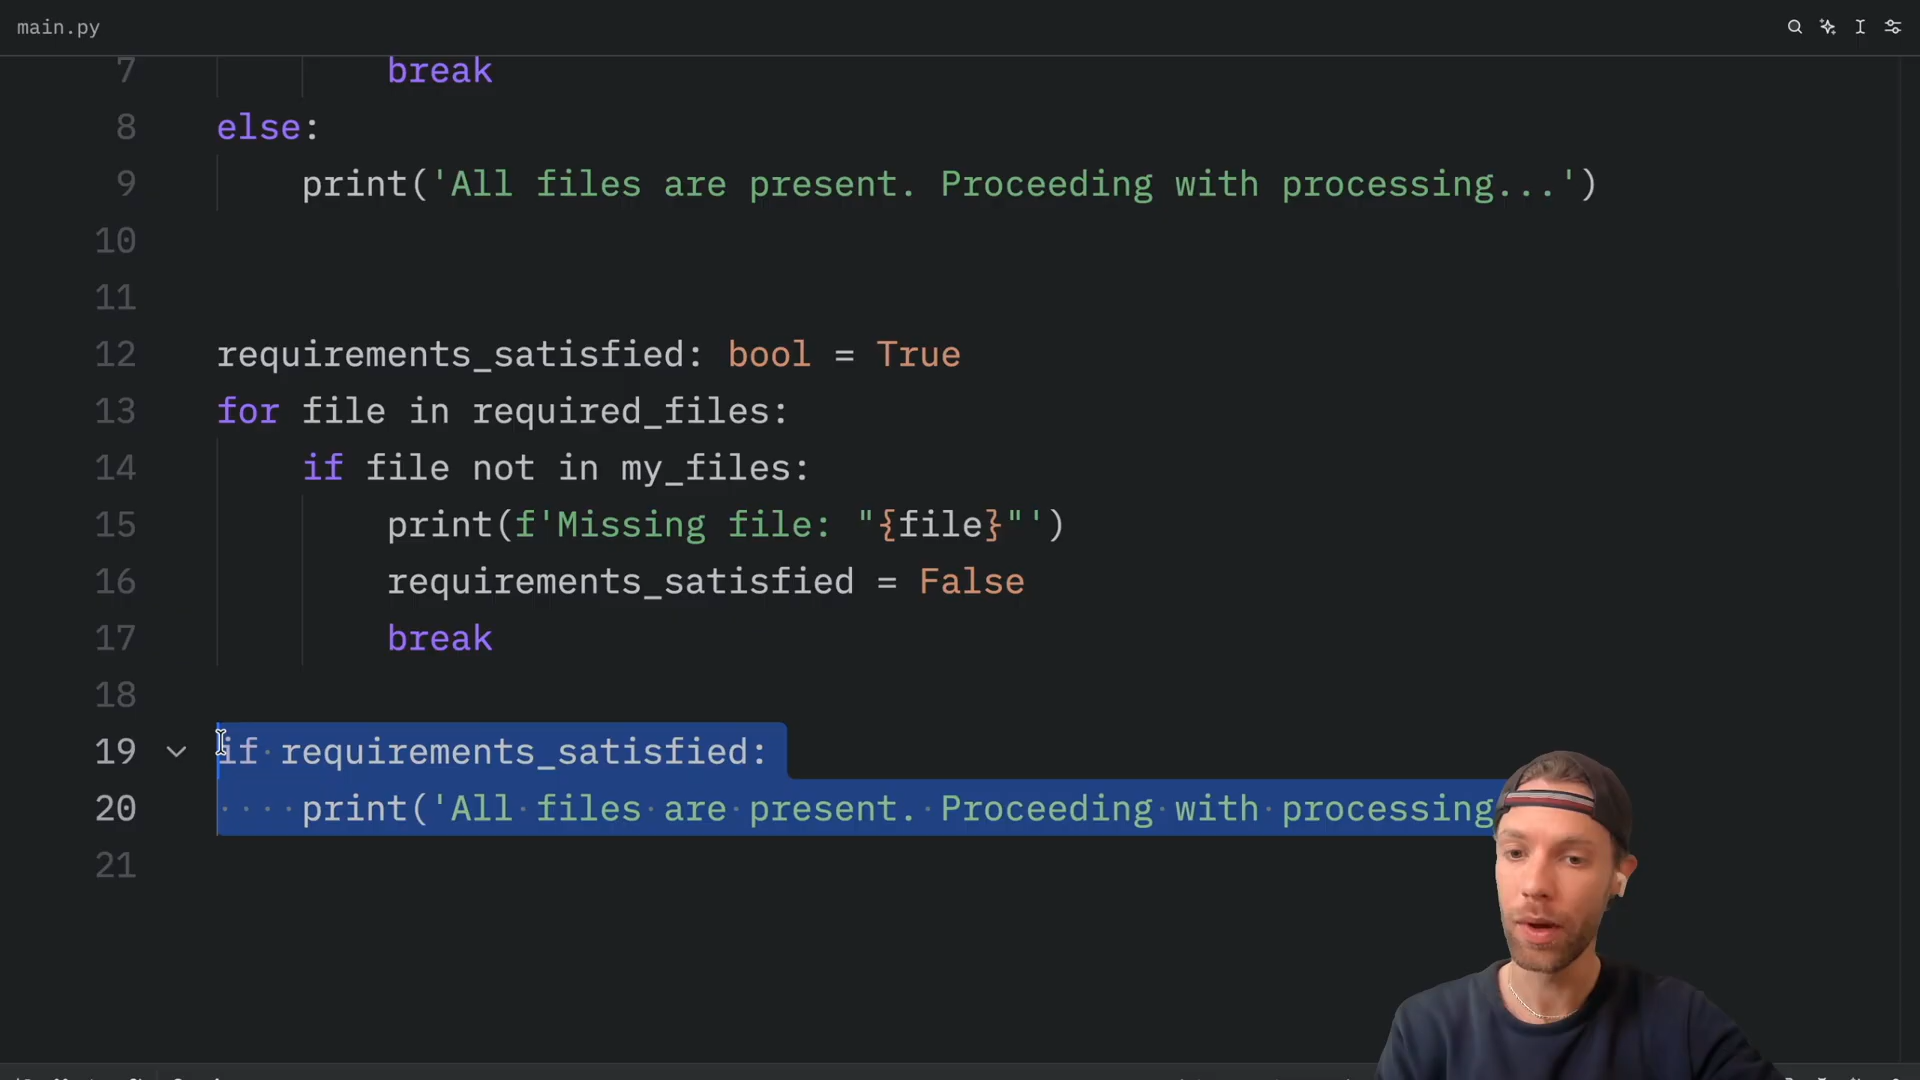 main.py
7 break
8 else:
9 print('All files are present. Proceeding with processing...')
10
11
12 requirements_satisfied: bool = True
13 for file in required_files:
14 if file not in my_files:
15 print(f'Missing file: "{file}"')
16 requirements_satisfied = False
17 break
18
19 if requirements_satisfied:
20 print('All files are present. Proceeding with processing
21